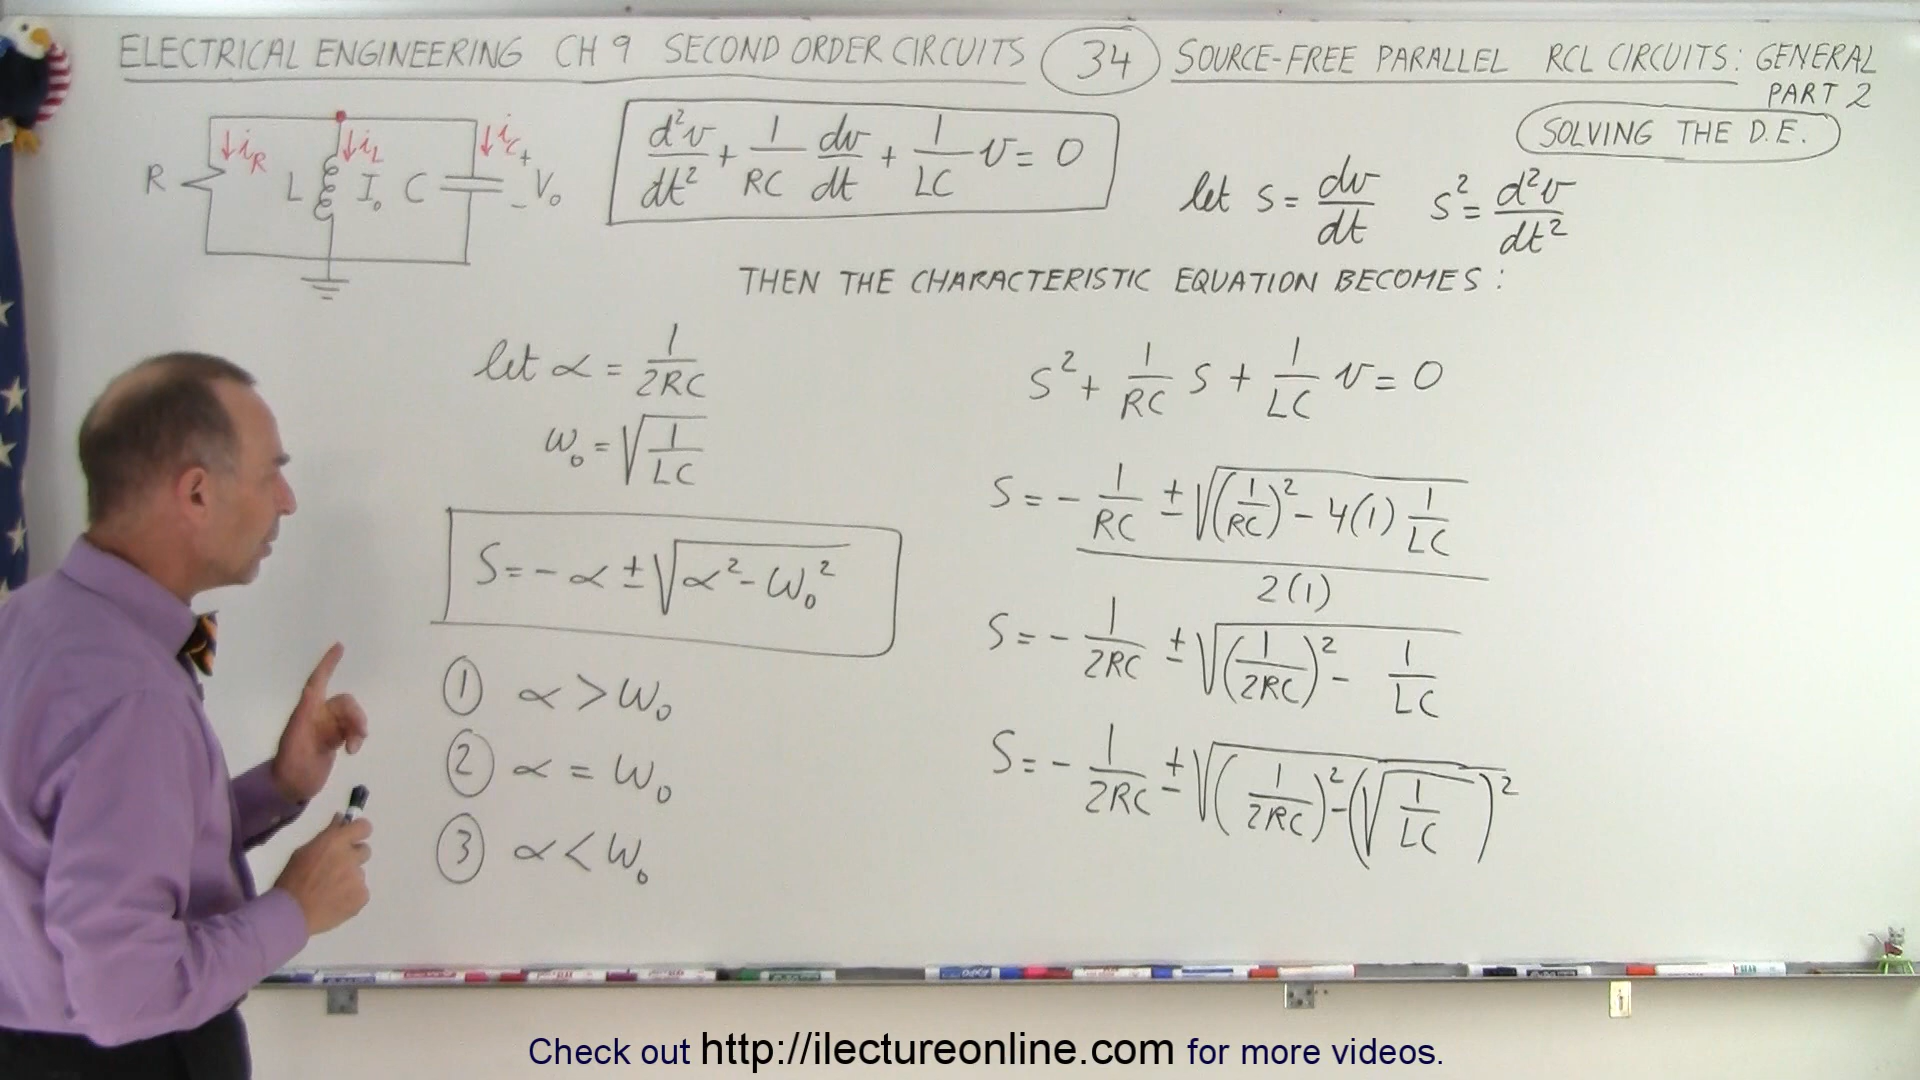 ELECTRICAL ENGINEERING CH 9 SECOND ORDER CIRCUITS 34 SOURCE-FREE PARALLEL RCL CIRCUITS: GENERAL
PART 2
SOLVING THE D.E.
R ↓i_R L ↓i_L I₀ C ↓i_C + − V₀
d²v/dt² + 1/RC dv/dt + 1/LC v = 0
let s = dv/dt s² = d²v/dt²
THEN THE CHARACTERISTIC EQUATION BECOMES:
s² + 1/RC s + 1/LC v = 0
S = − 1/RC ± √((1/RC)² − 4(1) 1/LC)
2(1)
S = − 1/2RC ± √((1/2RC)² − 1/LC)
S = − 1/2RC ± √((1/2RC)² − (√(1/LC))²)
let α = 1/2RC
ω₀ = √(1/LC)
S = − α ± √(α² − ω₀²)
① α > ω₀
② α = ω₀
③ α < ω₀
Check out http://ilectureonline.com for more videos.